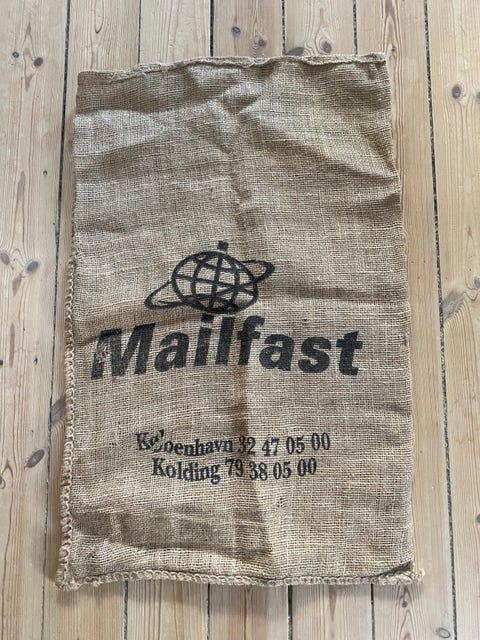 Mailfast
København 32 47 05 00
Kolding 79 38 05 00